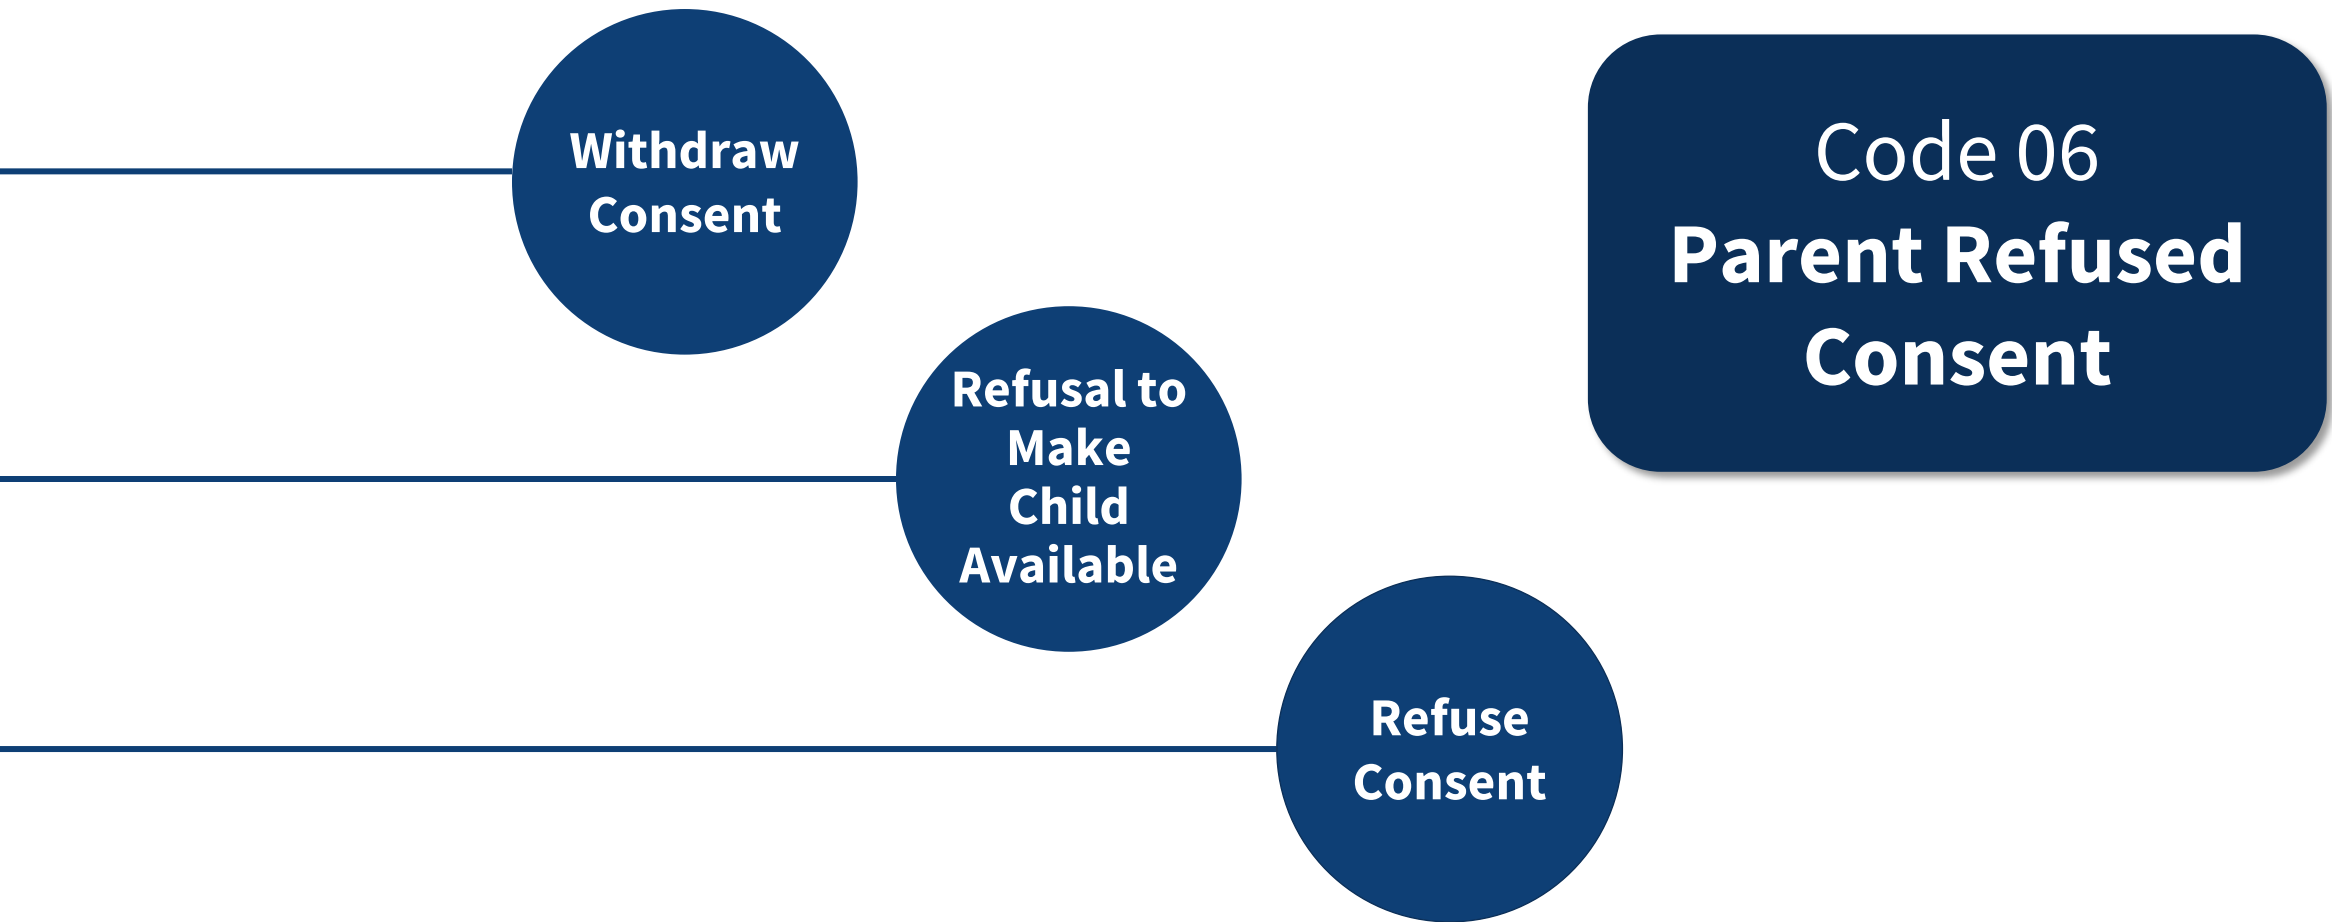 Withdraw
Consent
Refusal to
Make
Child
Available
Refuse
Consent
Code 06
Parent Refused
Consent